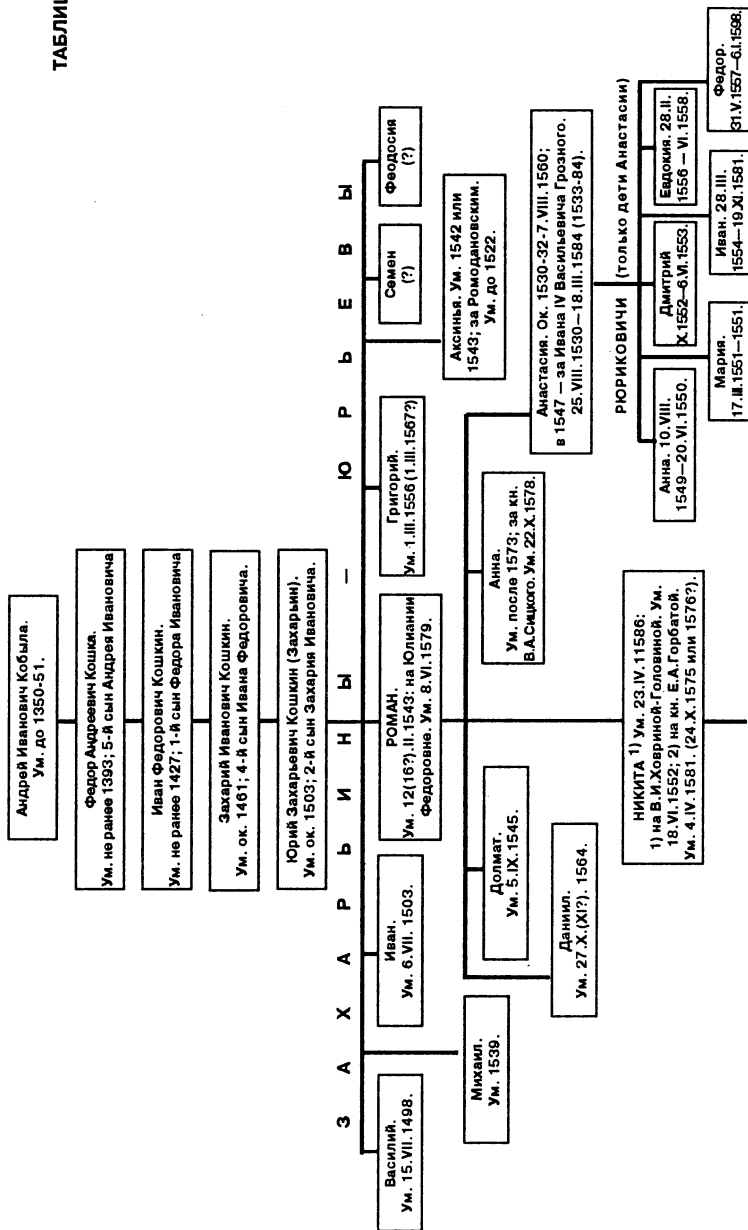 ТАБЛИЦ
Андрей Иванович Кобыла.
Ум. до 1350-51.
Федор Андреевич Кошка.
Ум. не ранее 1393; 5-й сын Андрея Ивановича
Иван Федорович Кошкин.
Ум. не ранее 1427; 1-й сын Федора Ивановича
Захарий Иванович Кошкин.
Ум. ок. 1461; 4-й сын Ивана Федоровича.
Юрий Захарьевич Кошкин (Захарьин).
Ум. ок. 1503; 2-й сын Захария Ивановича.
З А Х А Р Ь И Н Ы — Ю Р Ь Е В Ы
Василий.
Ум. 15.VII.1498.
Михаил.
Ум. 1539.
Иван.
Ум. 6.VII. 1503.
РОМАН.
Ум. 12(16?).II.1543; на Юлиании
Федоровне. Ум. 8.VI.1579.
Григорий.
Ум. 1.III.1556 (1.III.1567?)
Аксинья. Ум. 1542 или
1543; за Ромодановским.
Ум. до 1522.
Семен
(?)
Феодосия
(?)
Даниил.
Ум. 27.X.(XI?). 1564.
Долмат.
Ум. 5.IX.1545.
НИКИТА 1) Ум. 23.IV.11586;
1) на В.И.Ховриной-Головиной. Ум.
18.VI.1552; 2) на кн. Е.А.Горбатой.
Ум. 4.IV.1581. (24.X.1575 или 1576?).
Анна.
Ум. после 1573; за кн.
В.А.Сицкого. Ум. 22.X.1578.
Анастасия. Ок. 1530-32-7.VIII.1560;
в 1547 — за Ивана IV Васильевича Грозного.
25.VIII.1530—18.III.1584 (1533-84).
РЮРИКОВИЧИ (только дети Анастасии)
Анна. 10.VIII.
1549—20.VI.1550.
Мария.
17.III.1551—1551.
Дмитрий
X.1552—6.VI.1553.
Иван. 28.III.
1554—19.XI.1581.
Евдокия. 28.II.
1556 — VI.1558.
Федор.
31.V.1557—6.I.1598.